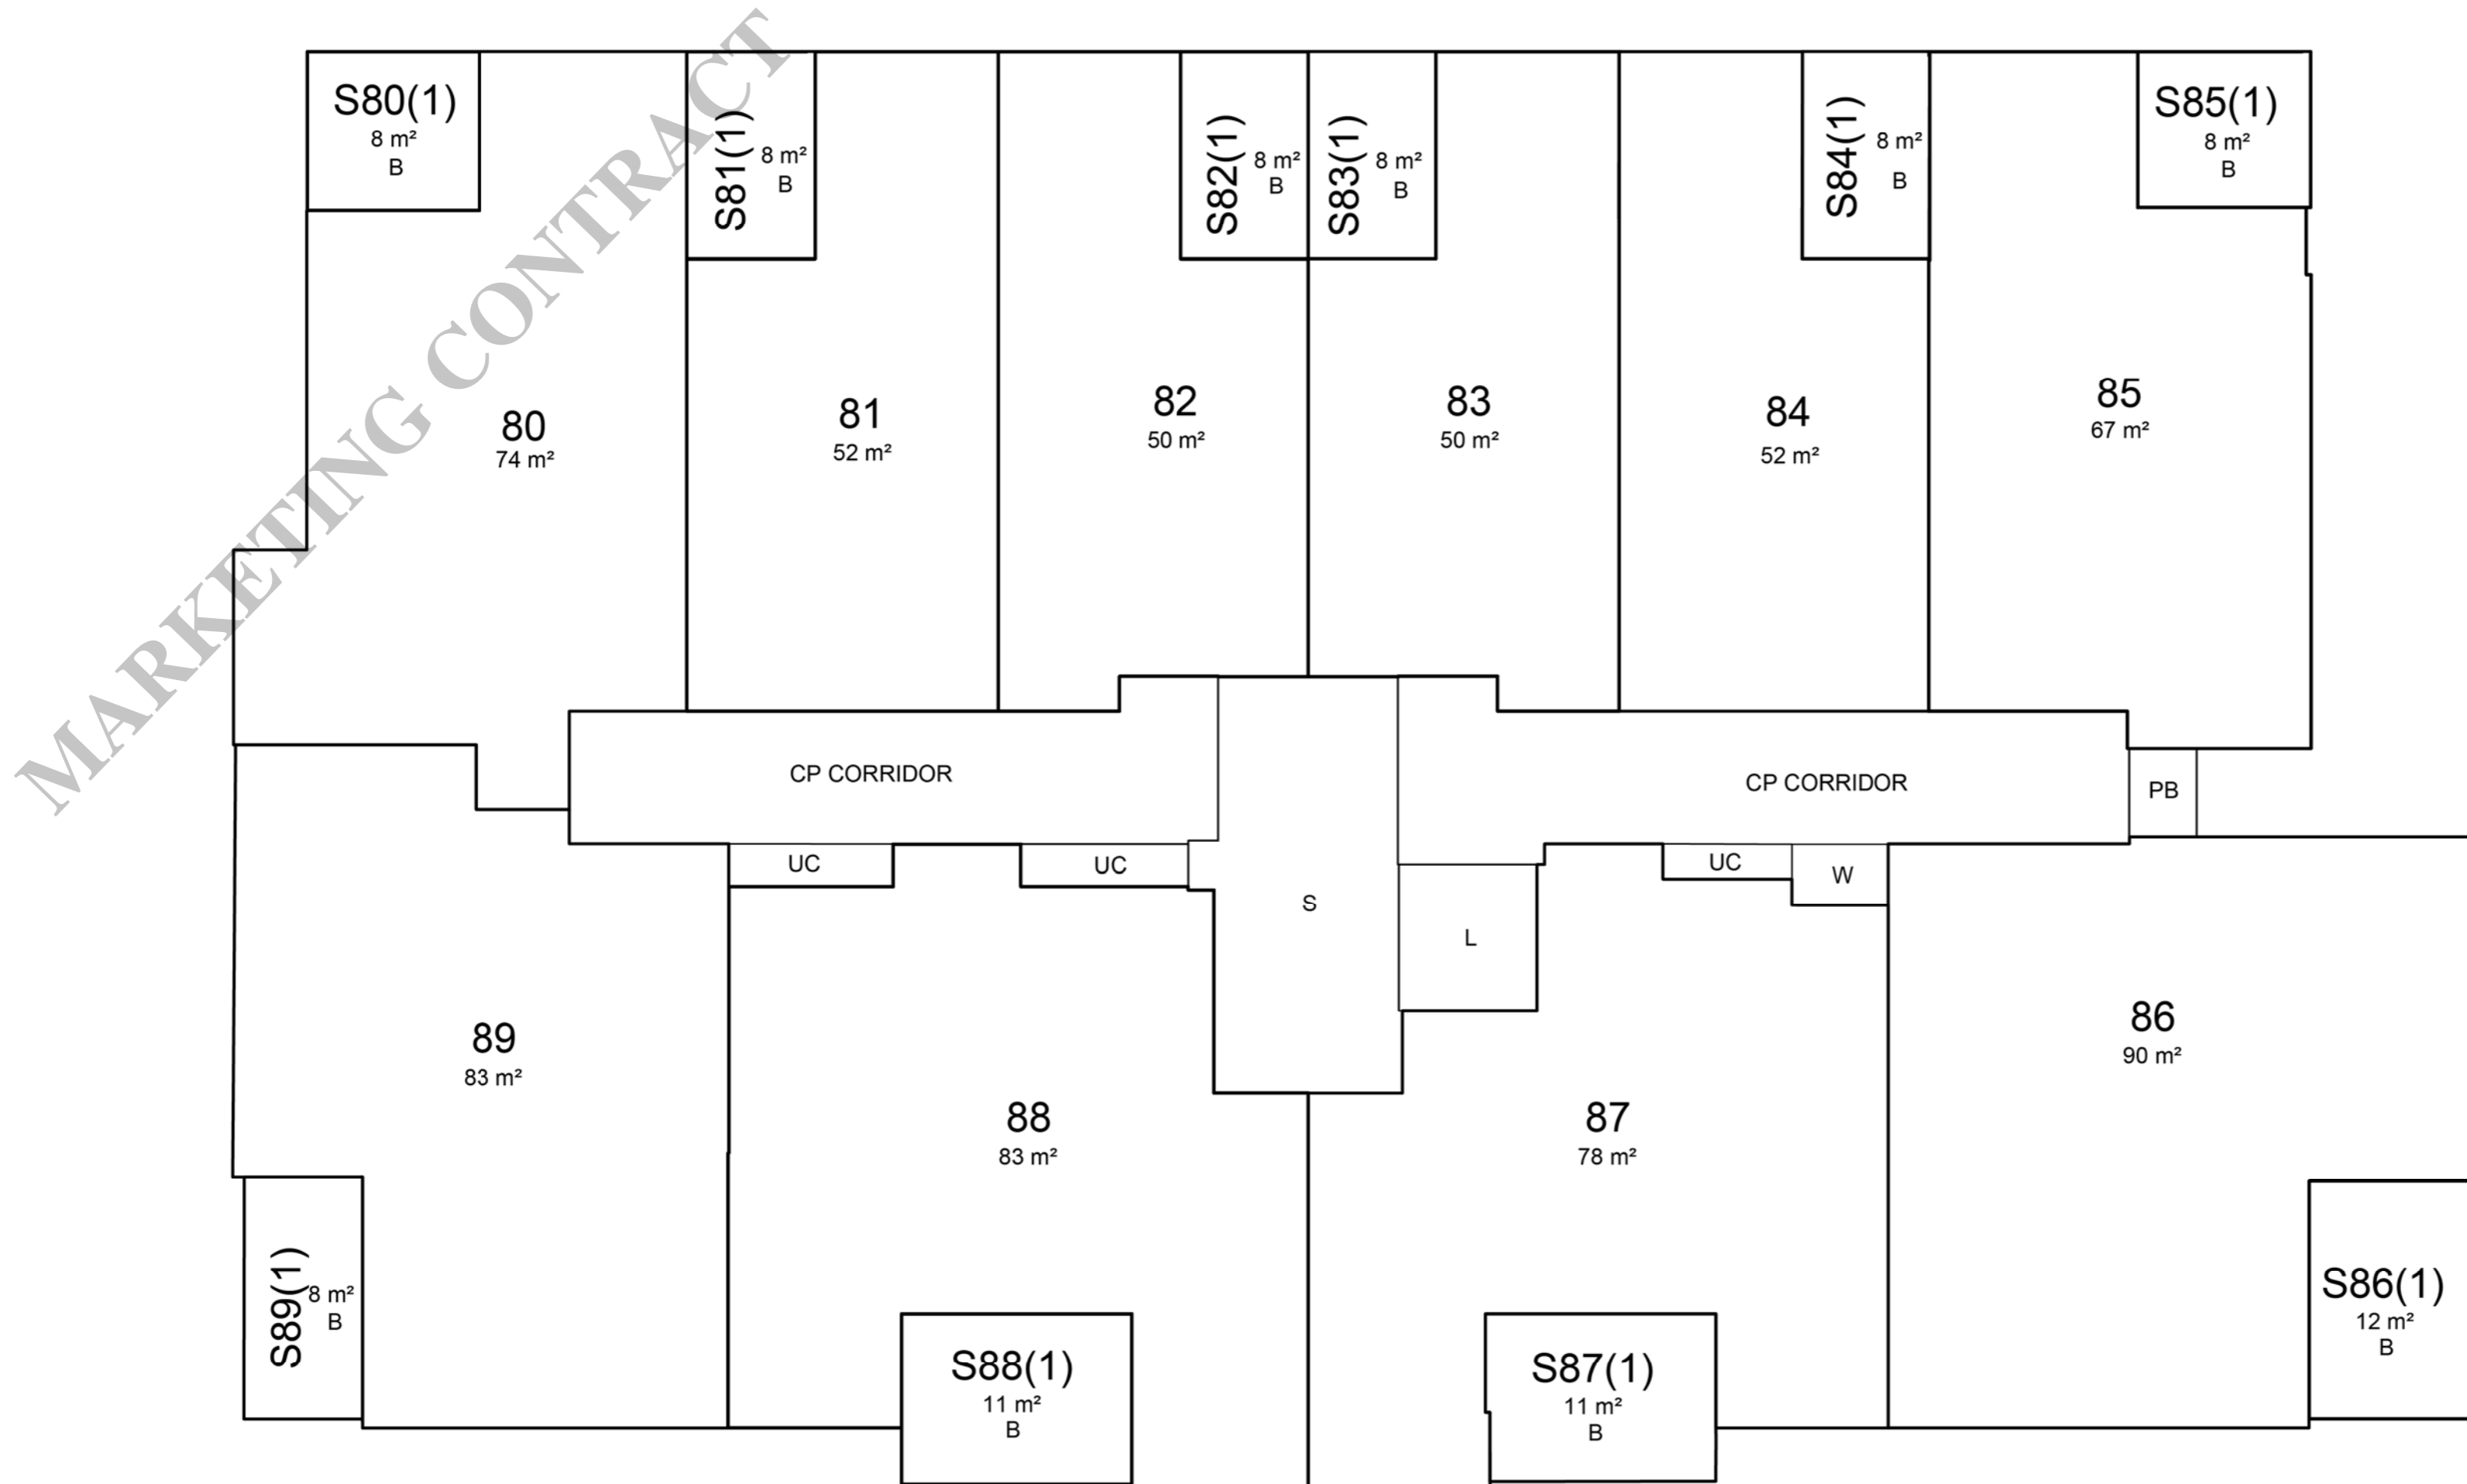 MARKETING CONTRACT
S80(1)
8 m²
B
S81(1)
8 m²
B
S82(1)
8 m²
B
S83(1)
8 m²
B
S84(1)
8 m²
B
S85(1)
8 m²
B
80
74 m²
81
52 m²
82
50 m²
83
50 m²
84
52 m²
85
67 m²
CP CORRIDOR
CP CORRIDOR
PB
UC
UC
S
L
UC
W
89
83 m²
88
83 m²
87
78 m²
86
90 m²
S89(1)
8 m²
B
S88(1)
11 m²
B
S87(1)
11 m²
B
S86(1)
12 m²
B